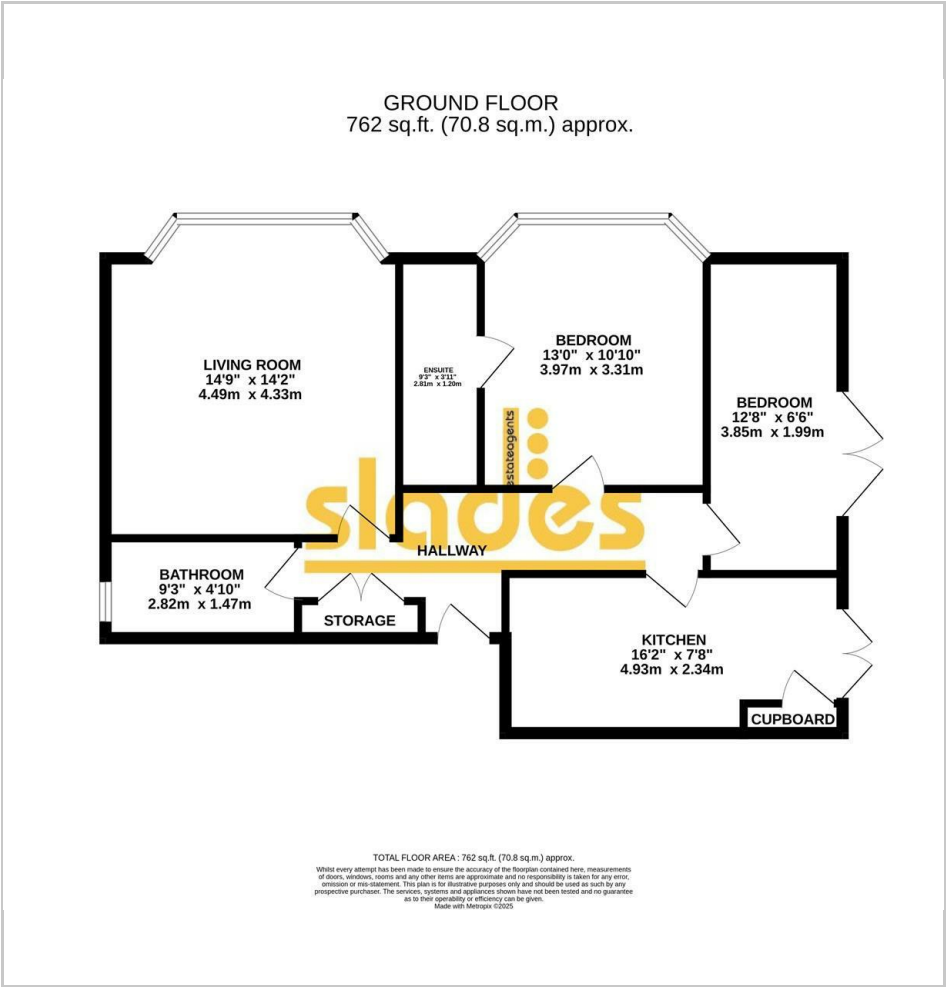 GROUND FLOOR
762 sq.ft. (70.8 sq.m.) approx.
LIVING ROOM
14'9" x 14'2"
4.49m x 4.33m
ENSUITE
9'3" x 3'11"
2.81m x 1.20m
BEDROOM
13'0" x 10'10"
3.97m x 3.31m
BEDROOM
12'8" x 6'6"
3.85m x 1.99m
estateagents
slades
HALLWAY
BATHROOM
9'3" x 4'10"
2.82m x 1.47m
STORAGE
KITCHEN
16'2" x 7'8"
4.93m x 2.34m
CUPBOARD
TOTAL FLOOR AREA : 762 sq.ft. (70.8 sq.m.) approx.
Whilst every attempt has been made to ensure the accuracy of the floorplan contained here, measurements
of doors, windows, rooms and any other items are approximate and no responsibility is taken for any error,
omission or mis-statement. This plan is for illustrative purposes only and should be used as such by any
prospective purchaser. The services, systems and appliances shown have not been tested and no guarantee
as to their operability or efficiency can be given.
Made with Metropix ©2025